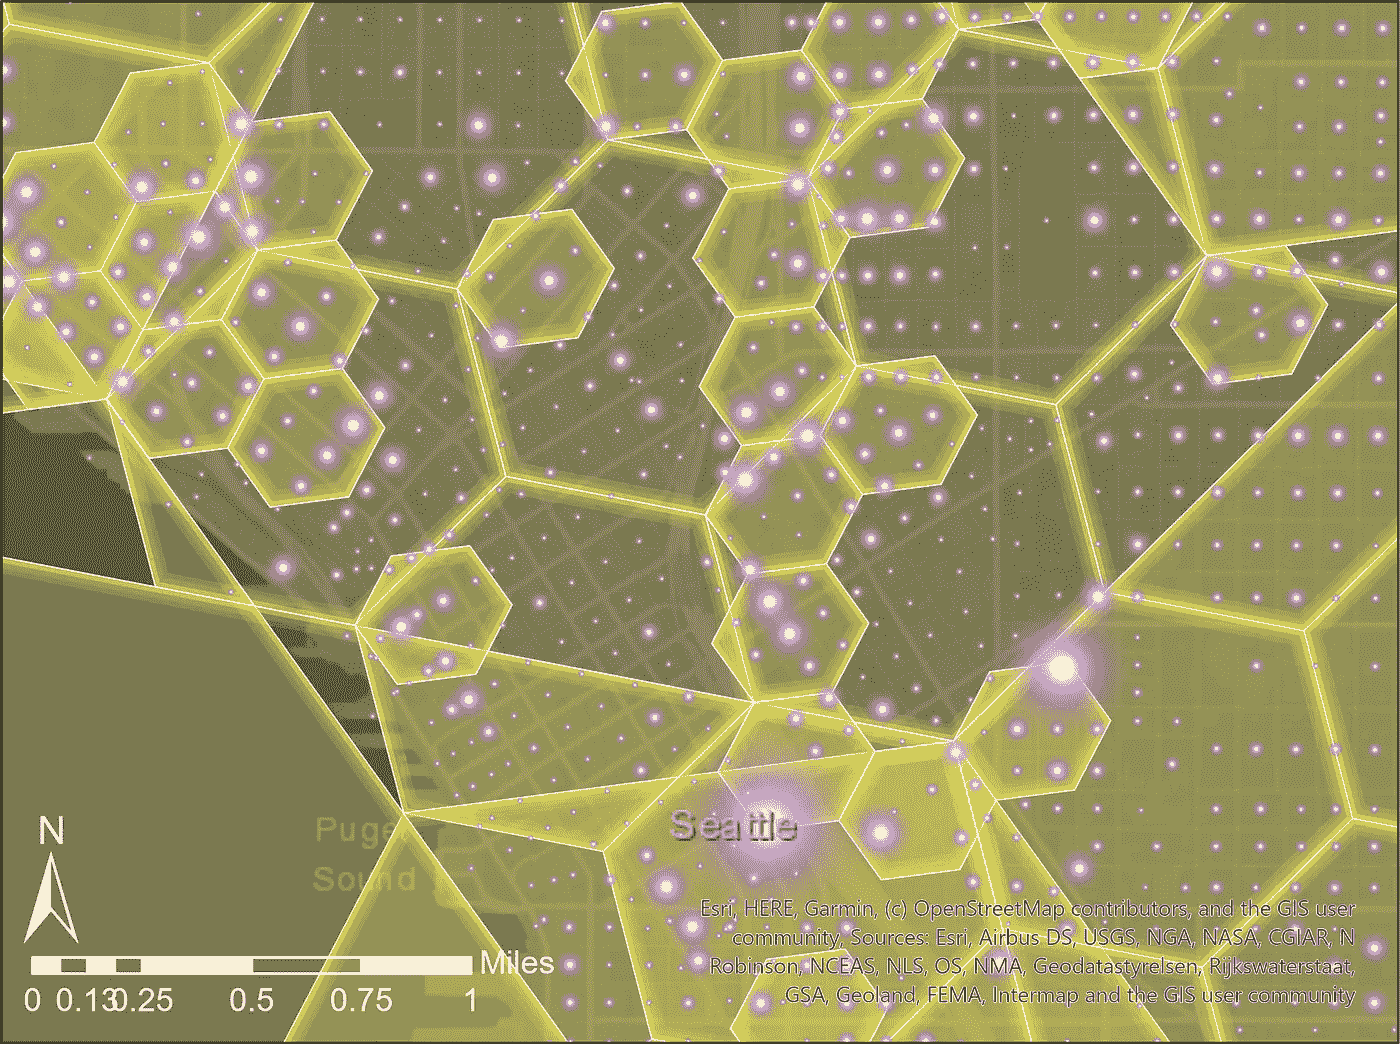 Seattle
Puget
Sound
N
Miles
0 0.130.25 0.5 0.75 1
Esri, HERE, Garmin, (c) OpenStreetMap contributors, and the GIS user
community, Sources: Esri, Airbus DS, USGS, NGA, NASA, CGIAR, N
Robinson, NCEAS, NLS, OS, NMA, Geodatastyrelsen, Rijkswaterstaat,
GSA, Geoland, FEMA, Intermap and the GIS user community